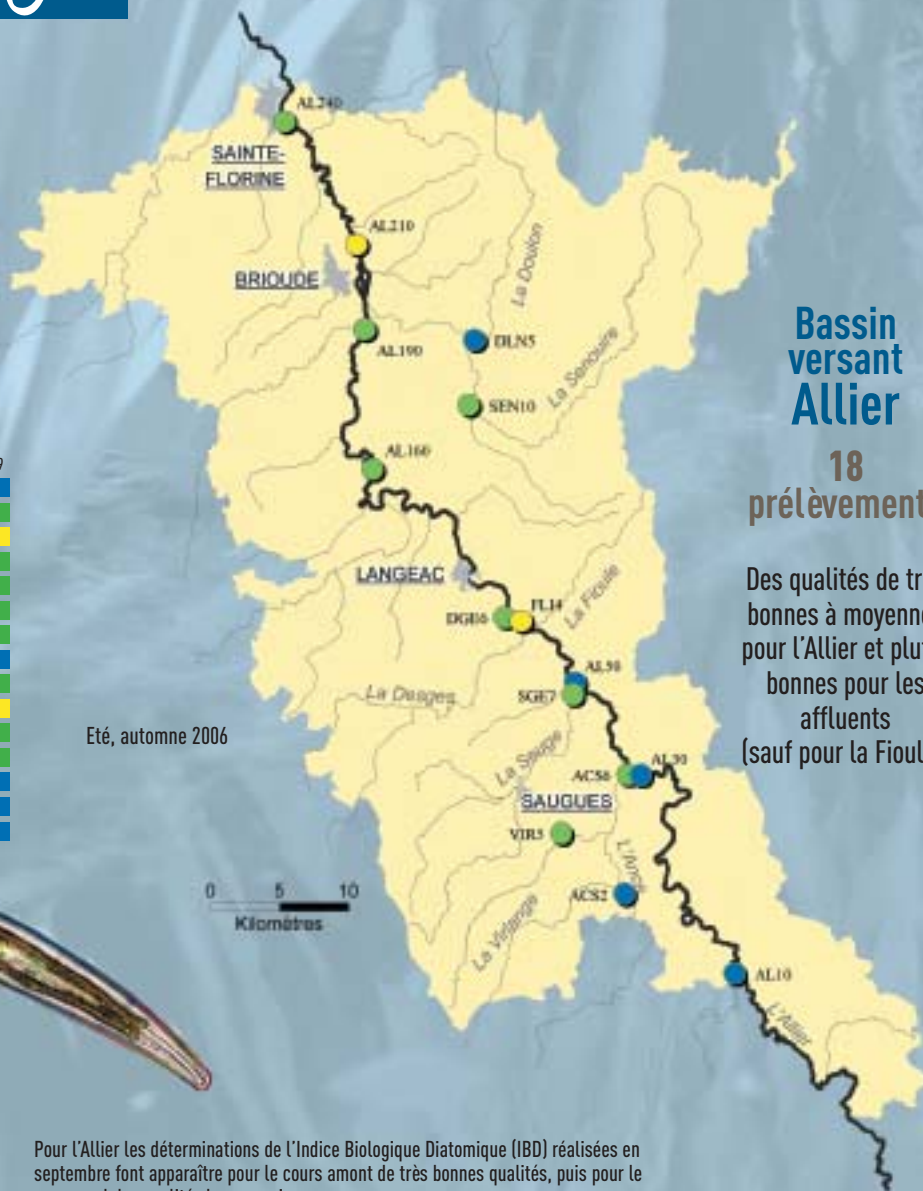 AL240
SAINTE-
FLORINE
AL210
BRIOUDE
La Doulon
DLN5
AL190
La Senouire
SEN10
AL160
LANGEAC
La Fioule
DGE6
FLI4
AL50
La Desges
SGE7
La Seuge
ACS6
AL30
SAUGUES
VIR5
ACS2
La Virlange
AL10
L'Allier
Eté, automne 2006
0 5 10
Kilomètres
Bassin
versant
Allier
18
prélèvement
Des qualités de tr
bonnes à moyenne
pour l'Allier et plut
bonnes pour les
affluents
(sauf pour la Fioul
Pour l'Allier les déterminations de l'Indice Biologique Diatomique (IBD) réalisées en
septembre font apparaître pour le cours amont de très bonnes qualités, puis pour le